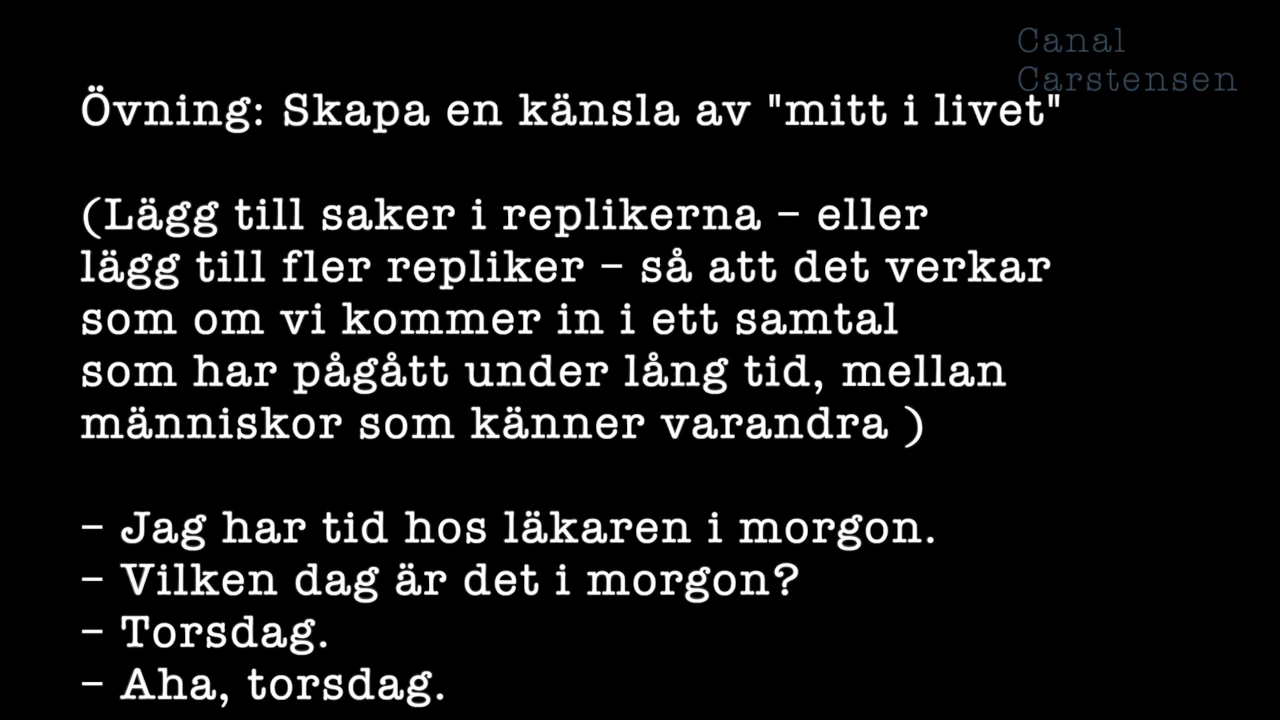 Canal
Carstensen
Övning: Skapa en känsla av "mitt i livet"
(Lägg till saker i replikerna – eller
lägg till fler repliker – så att det verkar
som om vi kommer in i ett samtal
som har pågått under lång tid, mellan
människor som känner varandra )
– Jag har tid hos läkaren i morgon.
– Vilken dag är det i morgon?
– Torsdag.
– Aha, torsdag.